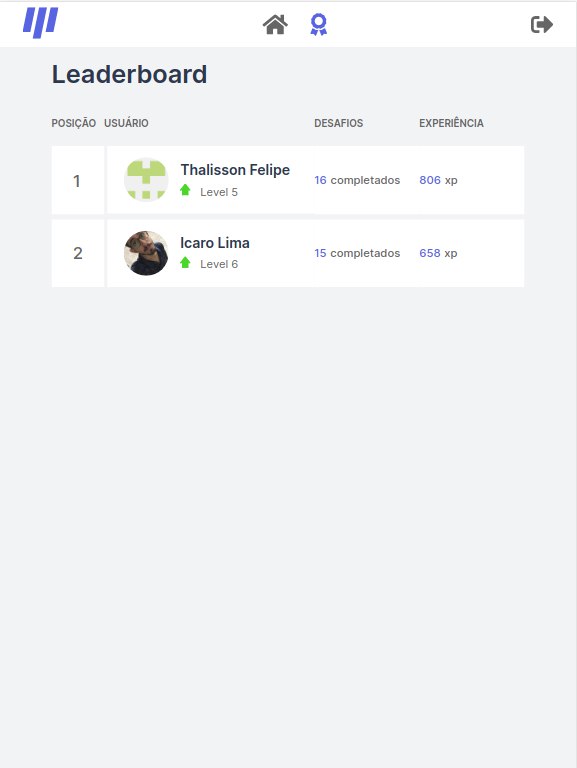 Leaderboard
POSIÇÃO USUÁRIO DESAFIOS EXPERIÊNCIA
1 Thalisson Felipe 16 completados 806 xp
Level 5
2 Icaro Lima 15 completados 658 xp
Level 6